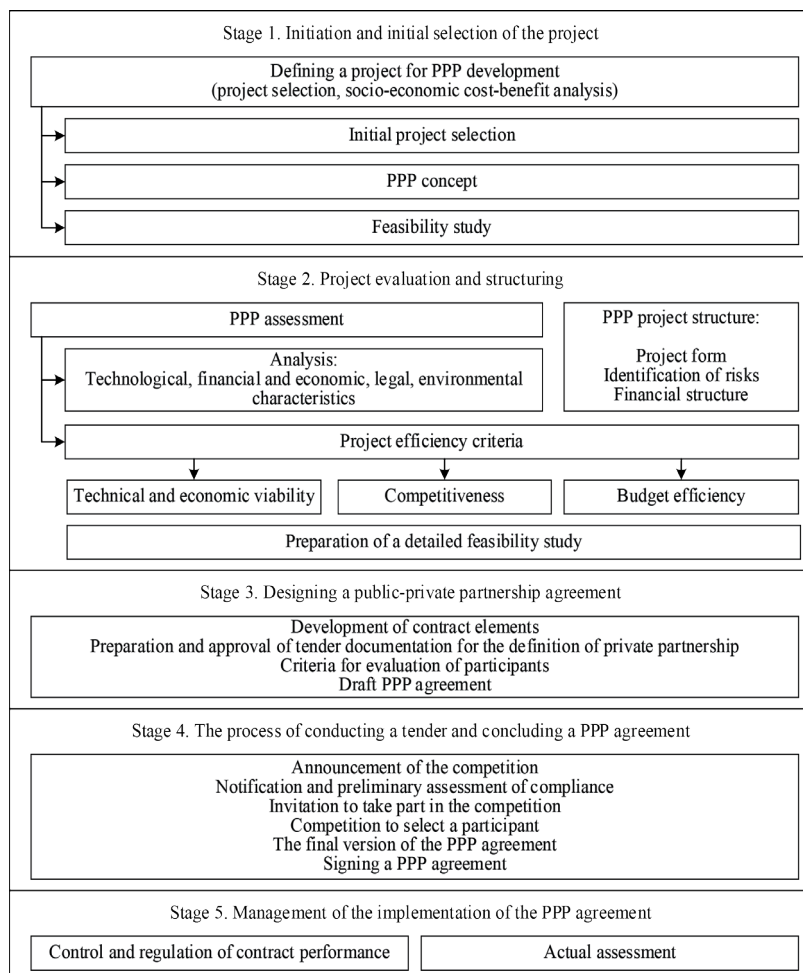 Stage 1. Initiation and initial selection of the project
Defining a project for PPP development
(project selection, socio-economic cost-benefit analysis)
Initial project selection
PPP concept
Feasibility study
Stage 2. Project evaluation and structuring
PPP assessment
PPP project structure:
Project form
Identification of risks
Financial structure
Analysis:
Technological, financial and economic, legal, environmental
characteristics
Project efficiency criteria
Technical and economic viability
Competitiveness
Budget efficiency
Preparation of a detailed feasibility study
Stage 3. Designing a public-private partnership agreement
Development of contract elements
Preparation and approval of tender documentation for the definition of private partnership
Criteria for evaluation of participants
Draft PPP agreement
Stage 4. The process of conducting a tender and concluding a PPP agreement
Announcement of the competition
Notification and preliminary assessment of compliance
Invitation to take part in the competition
Competition to select a participant
The final version of the PPP agreement
Signing a PPP agreement
Stage 5. Management of the implementation of the PPP agreement
Control and regulation of contract performance
Actual assessment